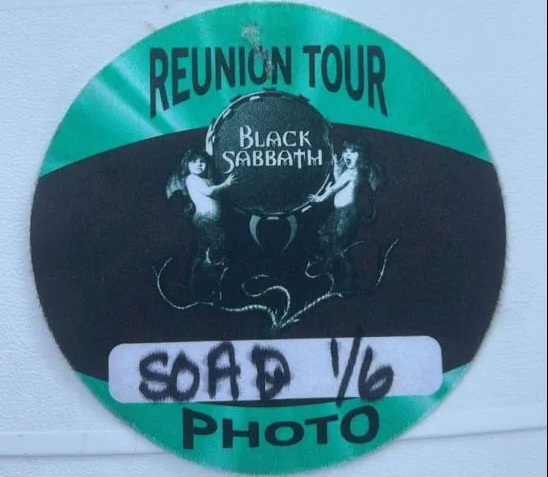 REUNION TOUR
BLACK
SABBATH
SOAD 1/6
PHOTO